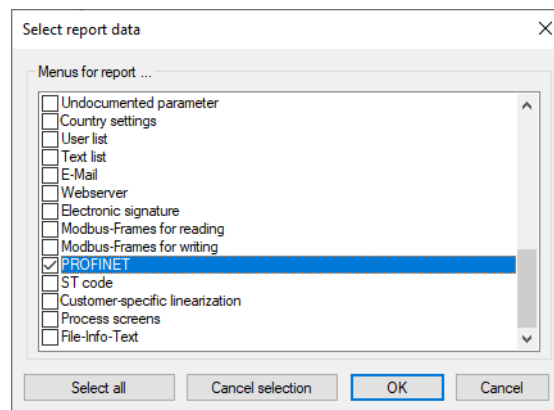 Select report data
Menus for report ...
Undocumented parameter
Country settings
User list
Text list
E-Mail
Webserver
Electronic signature
Modbus-Frames for reading
Modbus-Frames for writing
PROFINET
ST code
Customer-specific linearization
Process screens
File-Info-Text
Select all Cancel selection OK Cancel